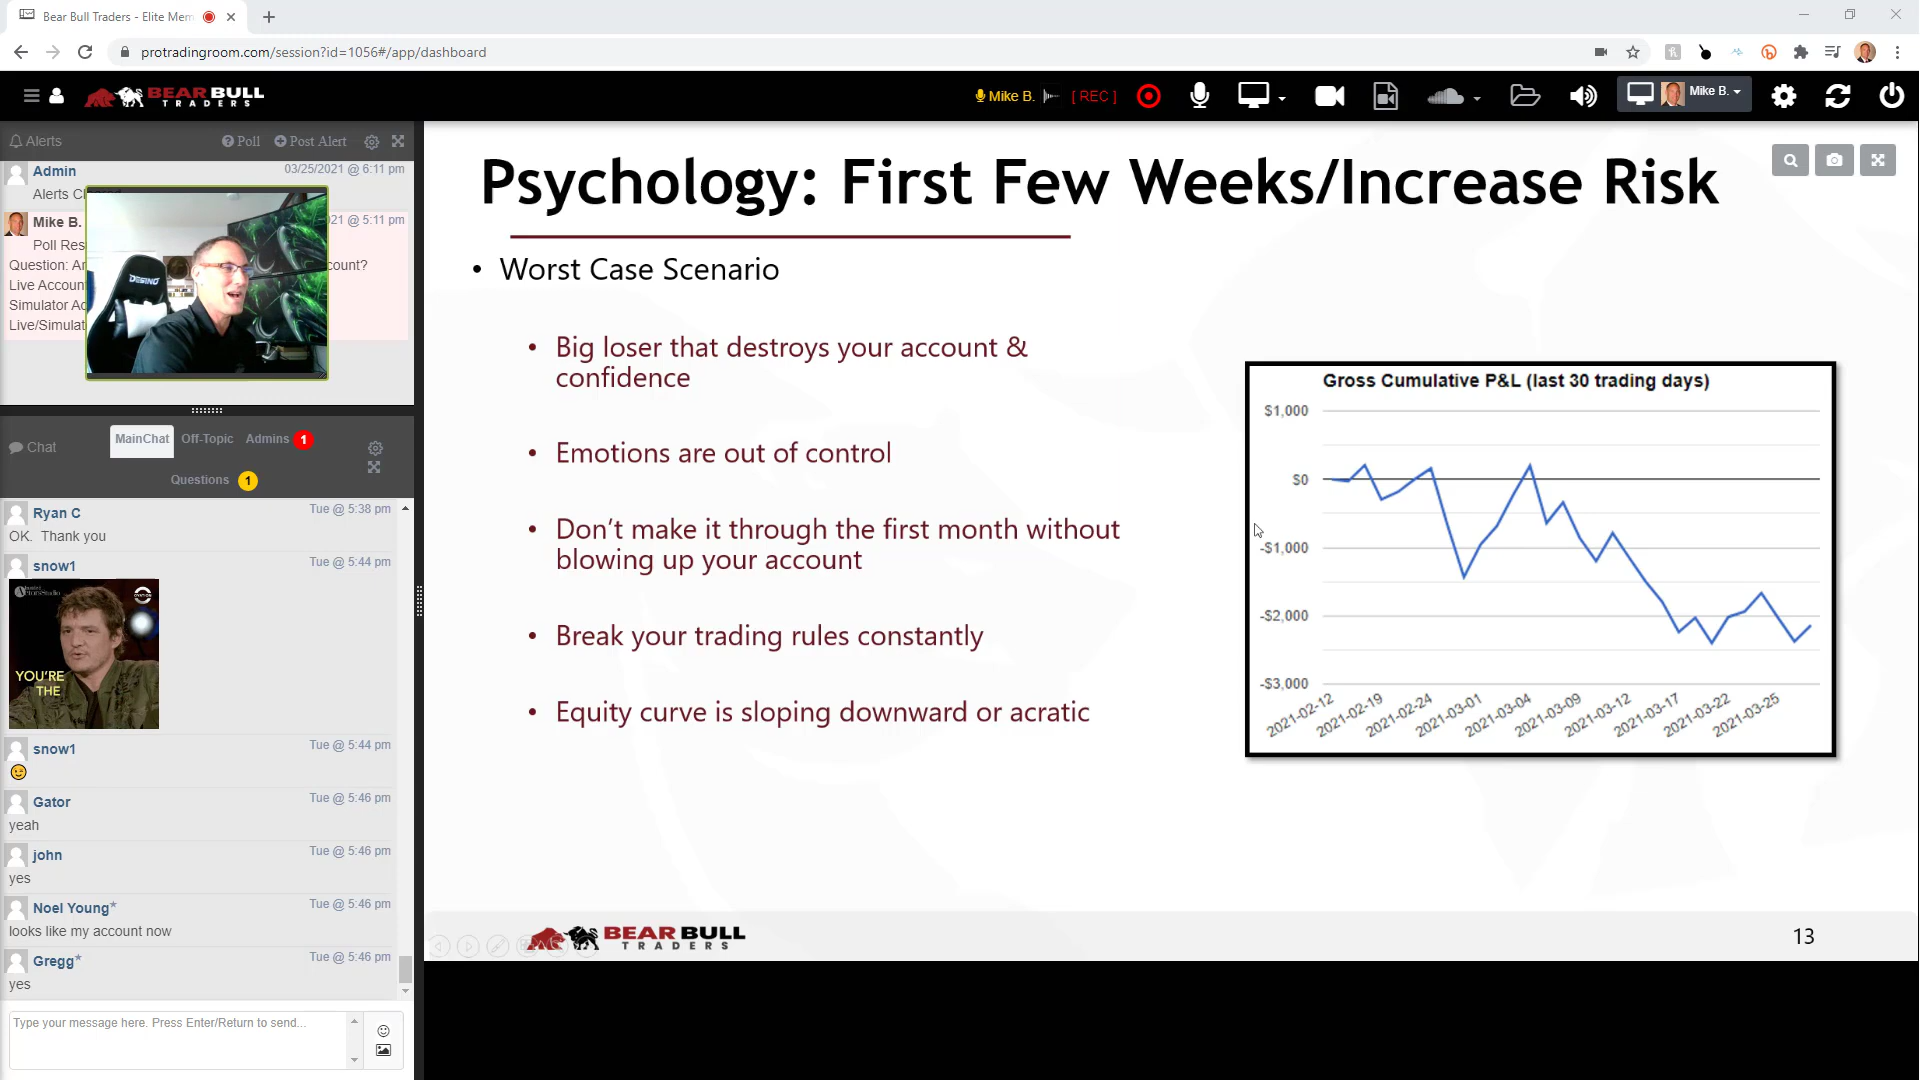 Bear Bull Traders - Elite Mem
protradingroom.com/session?id=1056#/app/dashboard
BEAR BULL
TRADERS
Mike B.
[ REC ]
Mike B.
Alerts
Poll
Post Alert
Admin
03/25/2021 @ 6:11 pm
Alerts Cl
Mike B.
21 @ 5:11 pm
Poll Res
Question: Ar
count?
Live Accoun
Simulator Ac
Live/Simulat
DESINO
Chat
MainChat
Off-Topic
Admins 1
Questions 1
Ryan C
Tue @ 5:38 pm
OK. Thank you
snow1
Tue @ 5:44 pm
YOU'RE
THE
snow1
Tue @ 5:44 pm
Gator
Tue @ 5:46 pm
yeah
john
Tue @ 5:46 pm
yes
Noel Young*
Tue @ 5:46 pm
looks like my account now
Gregg*
Tue @ 5:46 pm
yes
Type your message here. Press Enter/Return to send...
Psychology: First Few Weeks/Increase Risk
• Worst Case Scenario
• Big loser that destroys your account &
confidence
• Emotions are out of control
• Don't make it through the first month without
blowing up your account
• Break your trading rules constantly
• Equity curve is sloping downward or acratic
Gross Cumulative P&L (last 30 trading days)
$1,000
$0
-$1,000
-$2,000
-$3,000
2021-02-12
2021-02-19
2021-02-24
2021-03-01
2021-03-04
2021-03-09
2021-03-12
2021-03-17
2021-03-22
2021-03-25
BEAR BULL
TRADERS
13